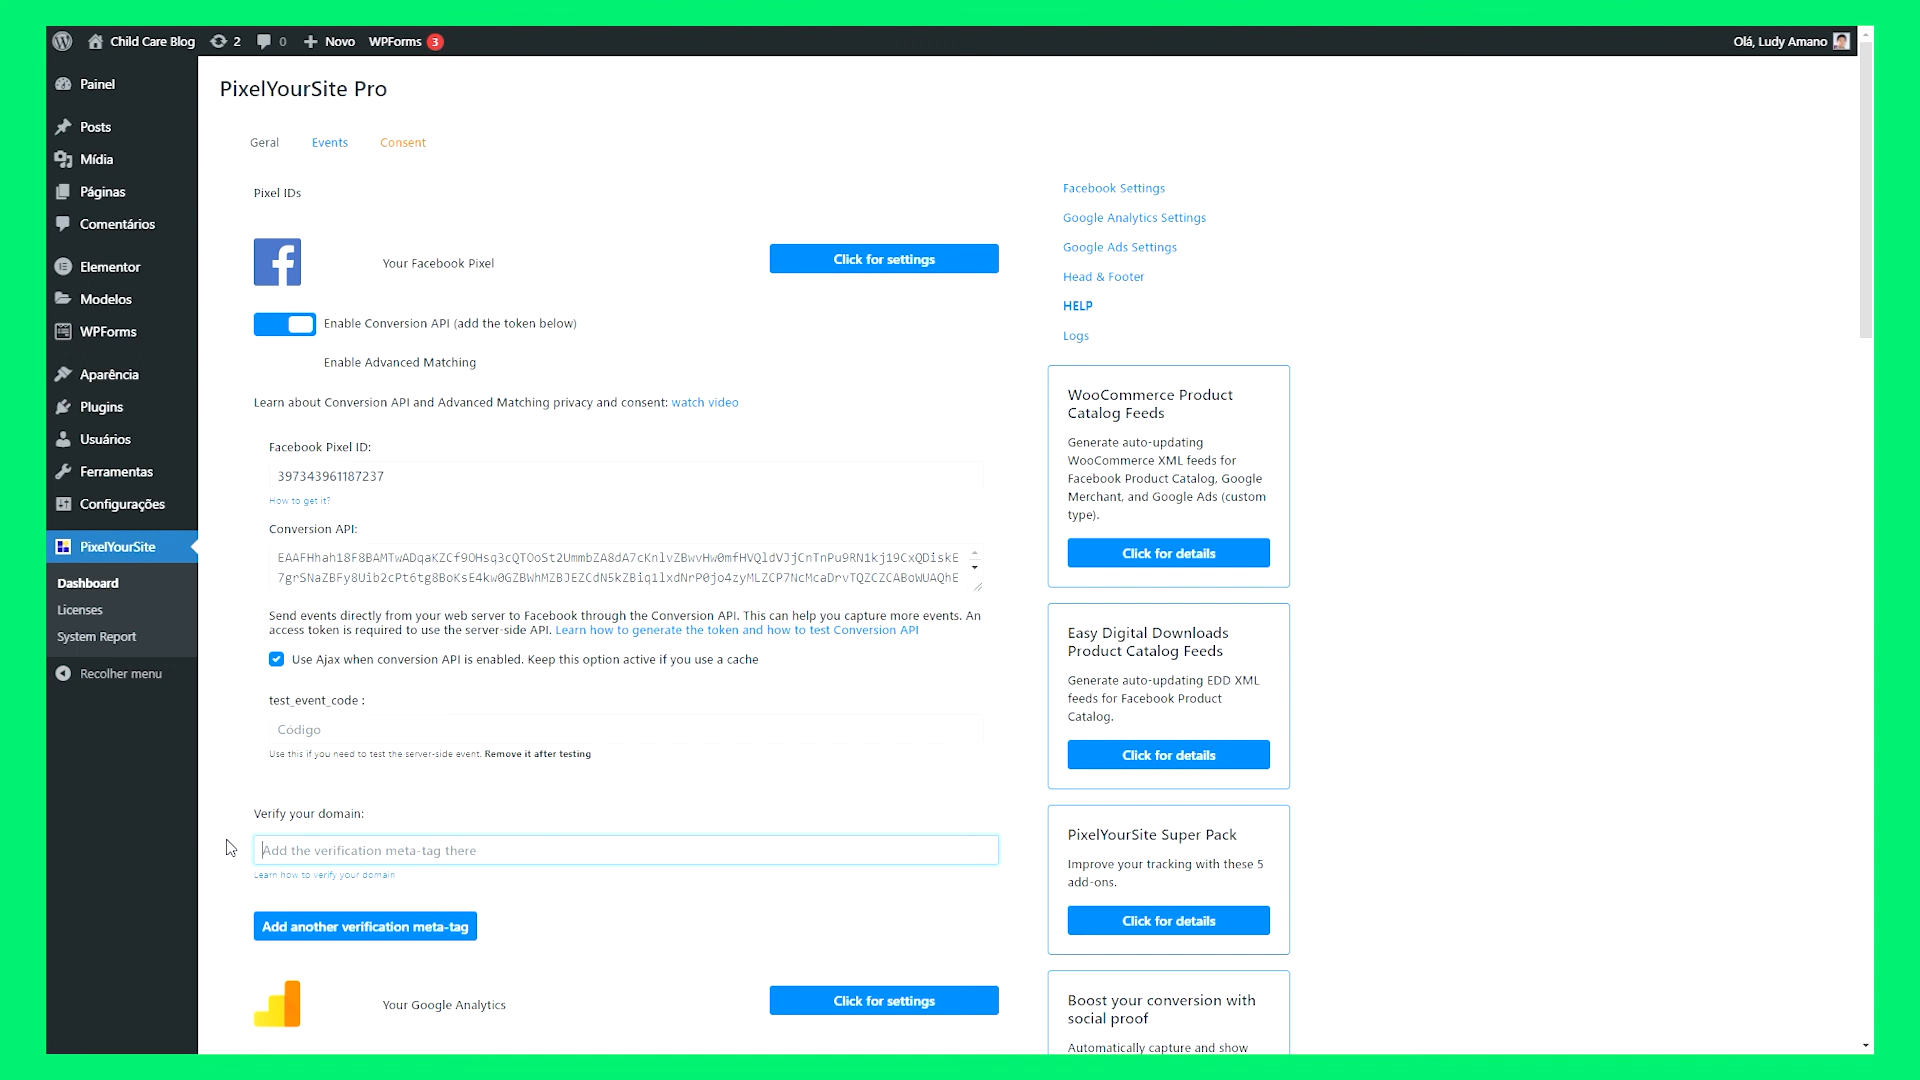 Child Care Blog 2 0 Novo WPForms 3 Olá, Ludy Amano
Painel
Posts
Mídia
Páginas
Comentários
Elementor
Modelos
WPForms
Aparência
Plugins
Usuários
Ferramentas
Configurações
PixelYourSite
Dashboard
Licenses
System Report
Recolher menu
PixelYourSite Pro
Geral Events Consent
Pixel IDs
Your Facebook Pixel Click for settings
Enable Conversion API (add the token below)
Enable Advanced Matching
Learn about Conversion API and Advanced Matching privacy and consent: watch video
Facebook Pixel ID:
397343961187237
How to get it?
Conversion API:
EAAFHhah18F8BAMTwADqaKZCf9OHsq3cQTOoSt2UmmbZA8dA7cKnlvZBwvHw0mfHVQldVJjCnTnPu9RN1kj19CxQDiskE
7grSNaZBFy8Uib2cPt6tg8BoKsE4kw0GZBWhMZBJEZCdN5kZBiq1lxdNrP0jo4zyMLZCP7NcMcaDrvTQZCZCABoWUAQhE
Send events directly from your web server to Facebook through the Conversion API. This can help you capture more events. An
access token is required to use the server-side API. Learn how to generate the token and how to test Conversion API
Use Ajax when conversion API is enabled. Keep this option active if you use a cache
test_event_code :
Código
Use this if you need to test the server-side event. Remove it after testing
Verify your domain:
Add the verification meta-tag there
Learn how to verify your domain
Add another verification meta-tag
Your Google Analytics Click for settings
Facebook Settings
Google Analytics Settings
Google Ads Settings
Head & Footer
HELP
Logs
WooCommerce Product
Catalog Feeds
Generate auto-updating
WooCommerce XML feeds for
Facebook Product Catalog, Google
Merchant, and Google Ads (custom
type).
Click for details
Easy Digital Downloads
Product Catalog Feeds
Generate auto-updating EDD XML
feeds for Facebook Product
Catalog.
Click for details
PixelYourSite Super Pack
Improve your tracking with these 5
add-ons.
Click for details
Boost your conversion with
social proof
Automatically capture and show